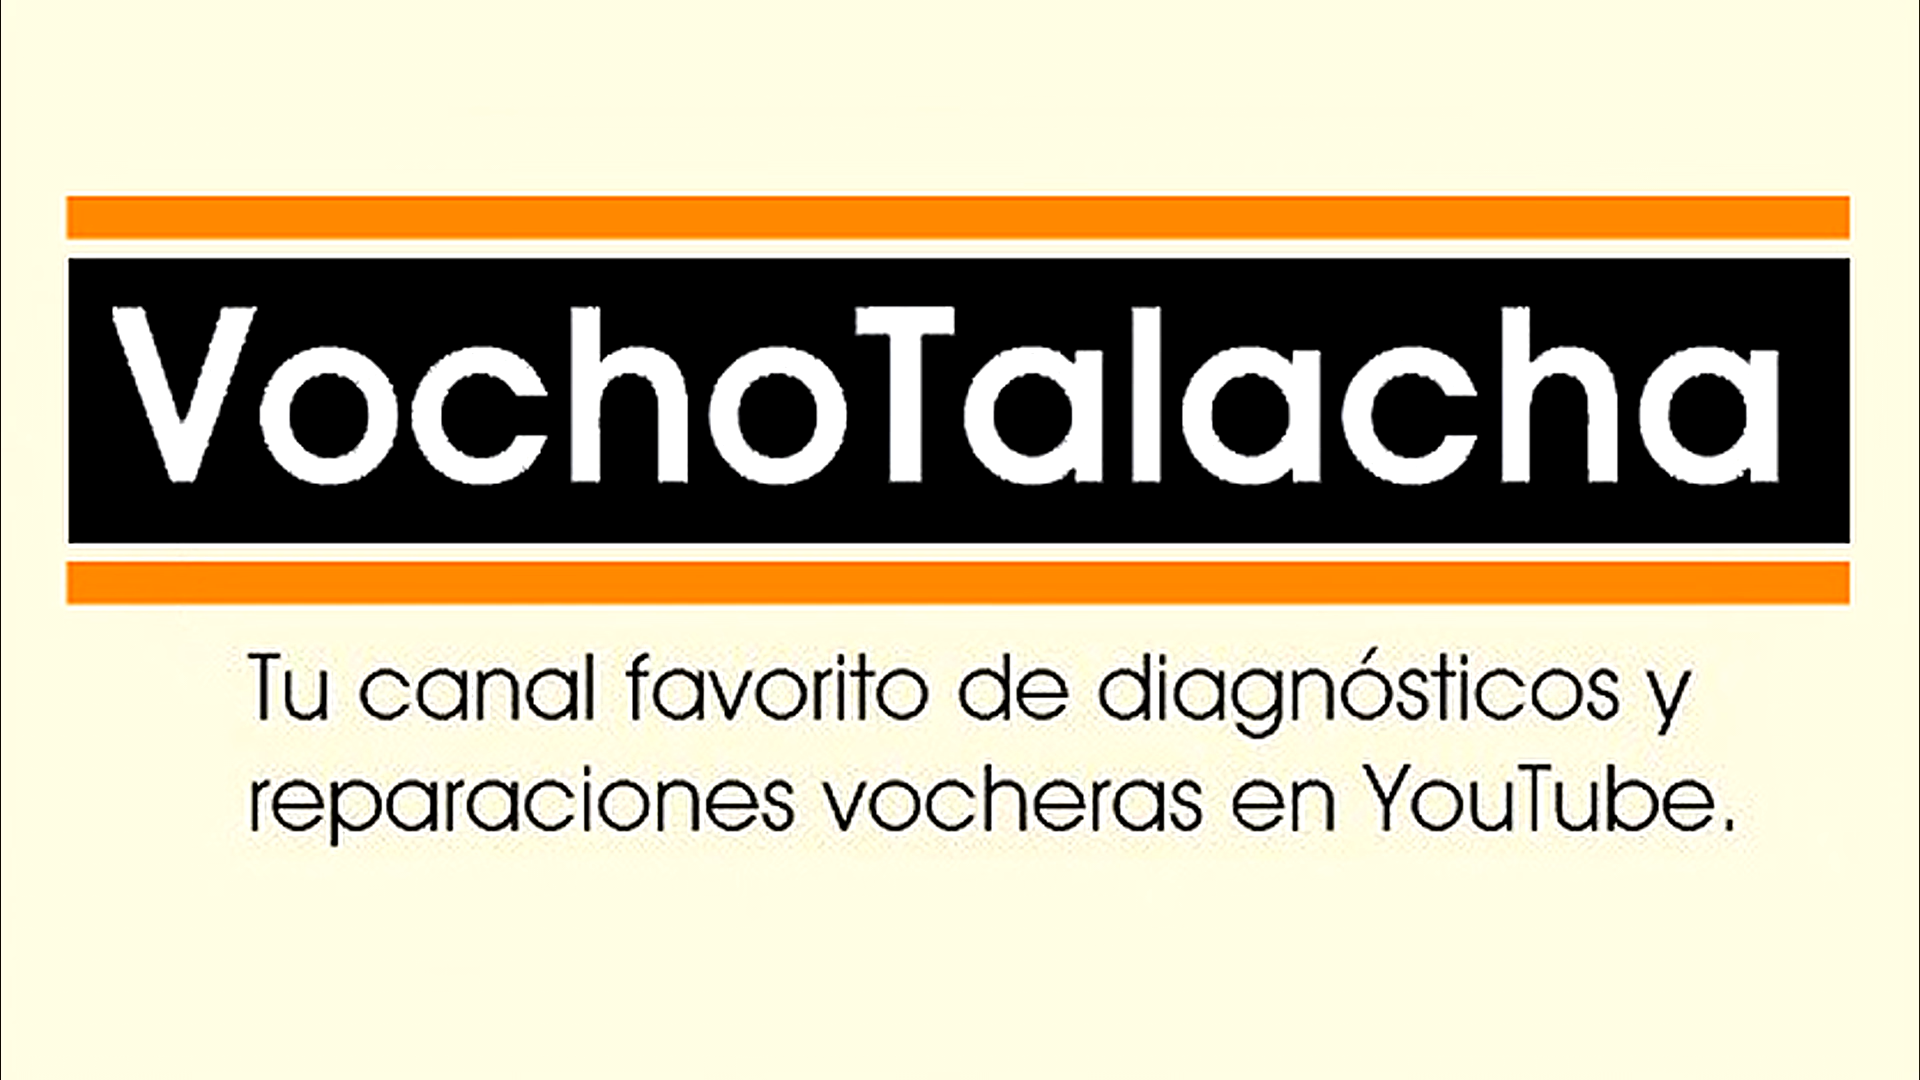 VochoTalacha
Tu canal favorito de diagnósticos y
reparaciones vocheras en YouTube.